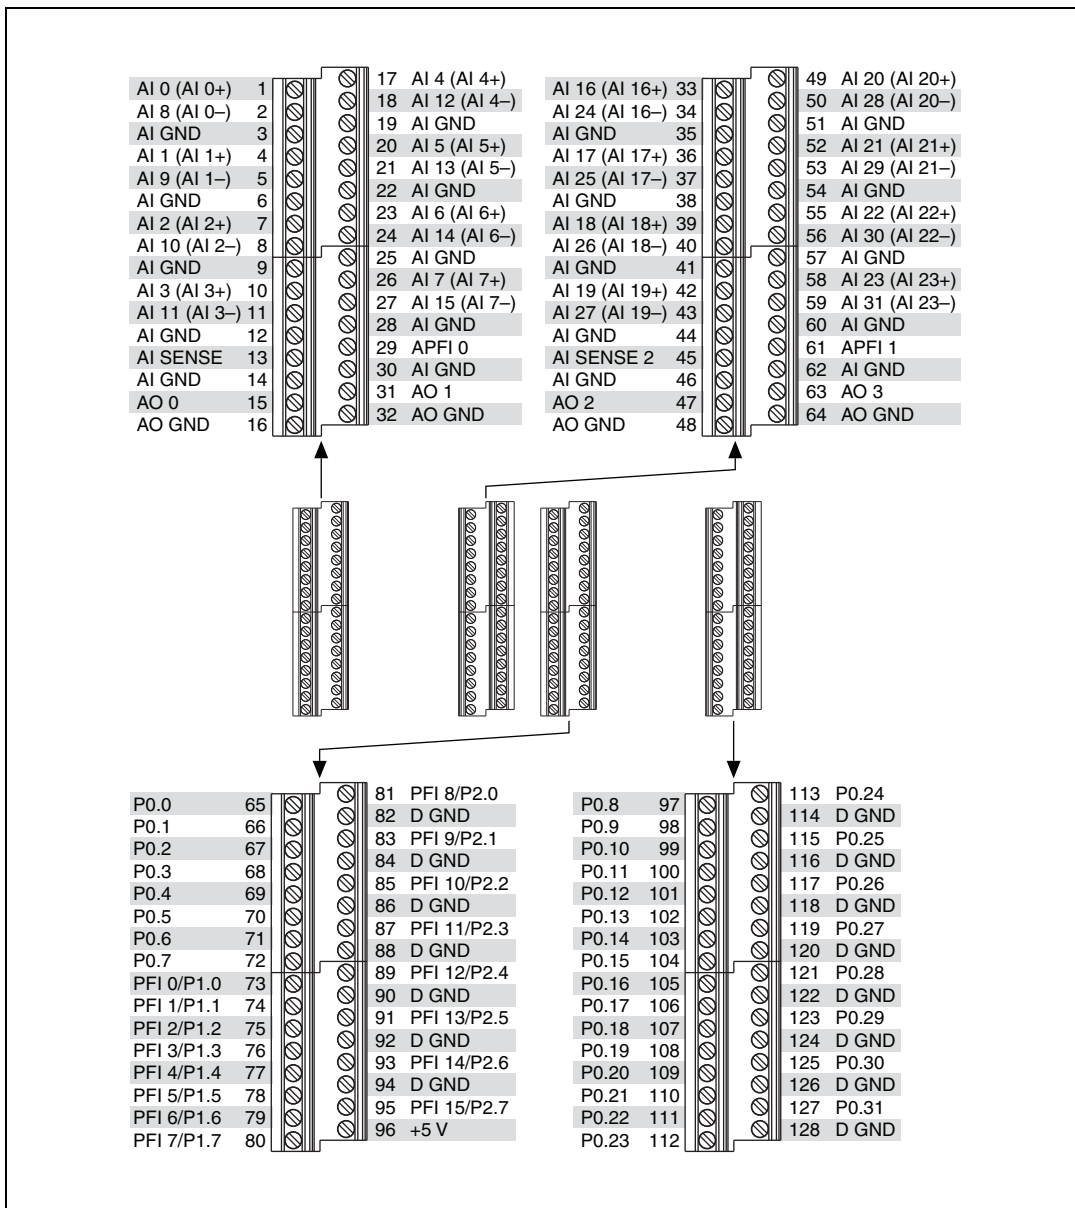 AI 0 (AI 0+) 1
AI 8 (AI 0–) 2
AI GND 3
AI 1 (AI 1+) 4
AI 9 (AI 1–) 5
AI GND 6
AI 2 (AI 2+) 7
AI 10 (AI 2–) 8
AI GND 9
AI 3 (AI 3+) 10
AI 11 (AI 3–) 11
AI GND 12
AI SENSE 13
AI GND 14
AO 0 15
AO GND 16
17 AI 4 (AI 4+)
18 AI 12 (AI 4–)
19 AI GND
20 AI 5 (AI 5+)
21 AI 13 (AI 5–)
22 AI GND
23 AI 6 (AI 6+)
24 AI 14 (AI 6–)
25 AI GND
26 AI 7 (AI 7+)
27 AI 15 (AI 7–)
28 AI GND
29 APFI 0
30 AI GND
31 AO 1
32 AO GND
AI 16 (AI 16+) 33
AI 24 (AI 16–) 34
AI GND 35
AI 17 (AI 17+) 36
AI 25 (AI 17–) 37
AI GND 38
AI 18 (AI 18+) 39
AI 26 (AI 18–) 40
AI GND 41
AI 19 (AI 19+) 42
AI 27 (AI 19–) 43
AI GND 44
AI SENSE 2 45
AI GND 46
AO 2 47
AO GND 48
49 AI 20 (AI 20+)
50 AI 28 (AI 20–)
51 AI GND
52 AI 21 (AI 21+)
53 AI 29 (AI 21–)
54 AI GND
55 AI 22 (AI 22+)
56 AI 30 (AI 22–)
57 AI GND
58 AI 23 (AI 23+)
59 AI 31 (AI 23–)
60 AI GND
61 APFI 1
62 AI GND
63 AO 3
64 AO GND
P0.0 65
P0.1 66
P0.2 67
P0.3 68
P0.4 69
P0.5 70
P0.6 71
P0.7 72
PFI 0/P1.0 73
PFI 1/P1.1 74
PFI 2/P1.2 75
PFI 3/P1.3 76
PFI 4/P1.4 77
PFI 5/P1.5 78
PFI 6/P1.6 79
PFI 7/P1.7 80
81 PFI 8/P2.0
82 D GND
83 PFI 9/P2.1
84 D GND
85 PFI 10/P2.2
86 D GND
87 PFI 11/P2.3
88 D GND
89 PFI 12/P2.4
90 D GND
91 PFI 13/P2.5
92 D GND
93 PFI 14/P2.6
94 D GND
95 PFI 15/P2.7
96 +5 V
P0.8 97
P0.9 98
P0.10 99
P0.11 100
P0.12 101
P0.13 102
P0.14 103
P0.15 104
P0.16 105
P0.17 106
P0.18 107
P0.19 108
P0.20 109
P0.21 110
P0.22 111
P0.23 112
113 P0.24
114 D GND
115 P0.25
116 D GND
117 P0.26
118 D GND
119 P0.27
120 D GND
121 P0.28
122 D GND
123 P0.29
124 D GND
125 P0.30
126 D GND
127 P0.31
128 D GND